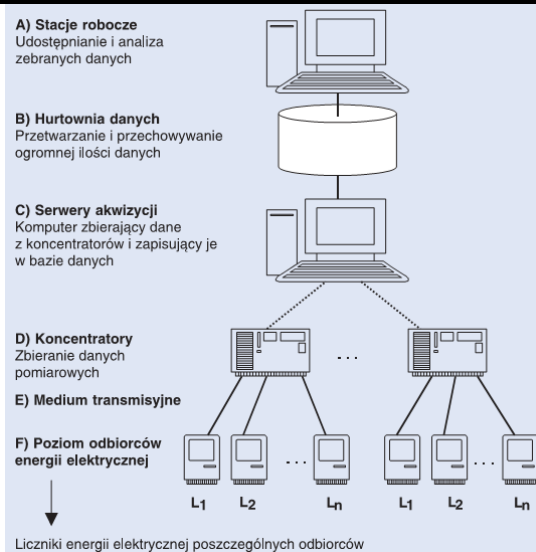 A) Stacje robocze
Udostępnianie i analiza
zebranych danych
B) Hurtownia danych
Przetwarzanie i przechowywanie
ogromnej ilości danych
C) Serwery akwizycji
Komputer zbierający dane
z koncentratorów i zapisujący je
w bazie danych
D) Koncentratory
Zbieranie danych
pomiarowych
. . .
E) Medium transmisyjne
F) Poziom odbiorców
energii elektrycznej
. . .
. . .
L1 L2 Ln L1 L2 Ln
Liczniki energii elektrycznej poszczególnych odbiorców